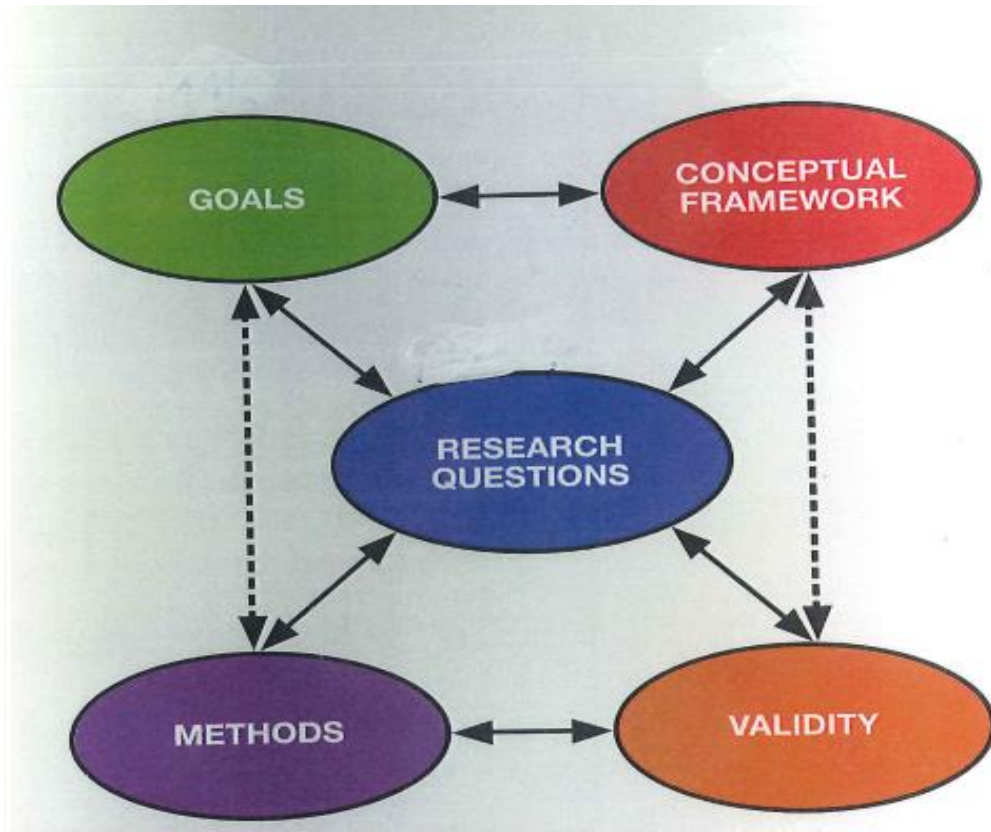 GOALS
CONCEPTUAL
FRAMEWORK
RESEARCH
QUESTIONS
METHODS
VALIDITY